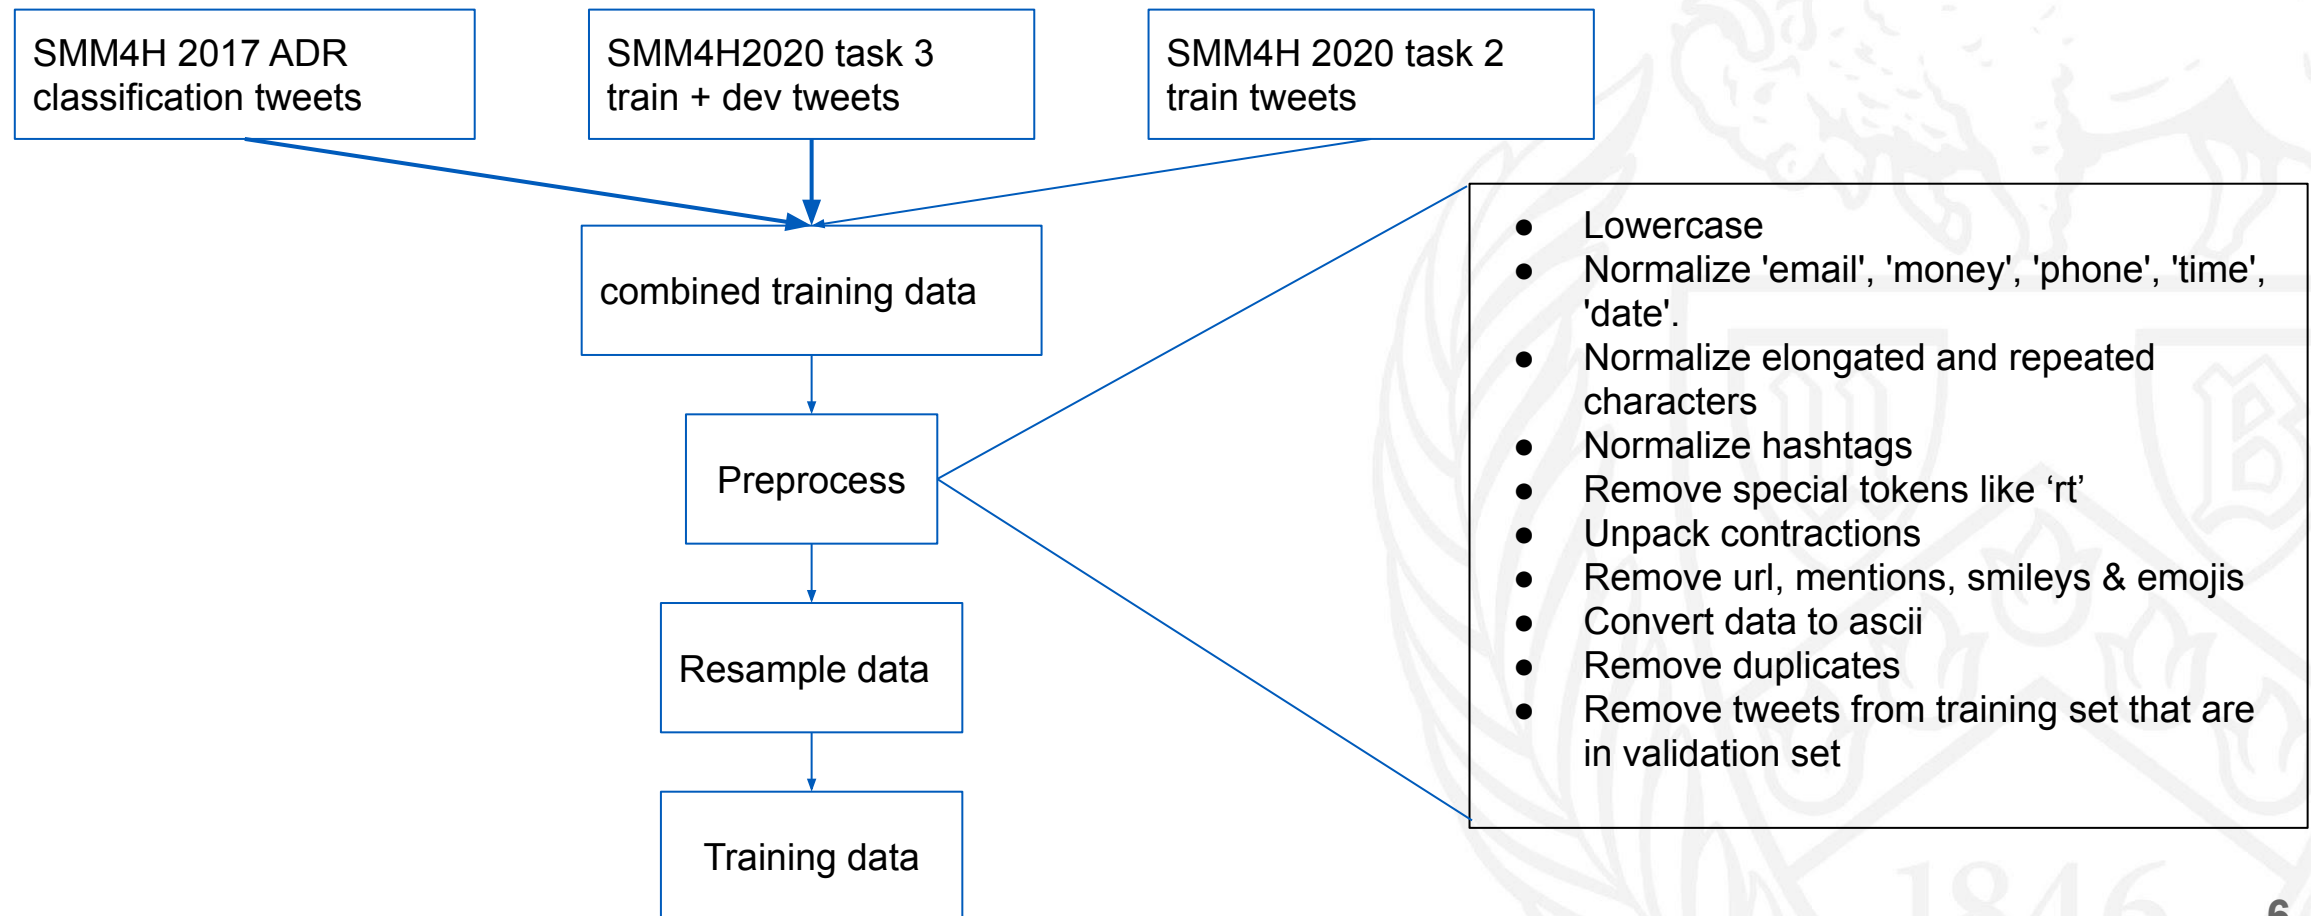 SMM4H 2017 ADR
classification tweets
SMM4H2020 task 3
train + dev tweets
SMM4H 2020 task 2
train tweets
combined training data
Preprocess
Resample data
Training data
● Lowercase
● Normalize 'email', 'money', 'phone', 'time',
'date'.
● Normalize elongated and repeated
characters
● Normalize hashtags
● Remove special tokens like ‘rt’
● Unpack contractions
● Remove url, mentions, smileys & emojis
● Convert data to ascii
● Remove duplicates
● Remove tweets from training set that are
in validation set
U
B
1846
6